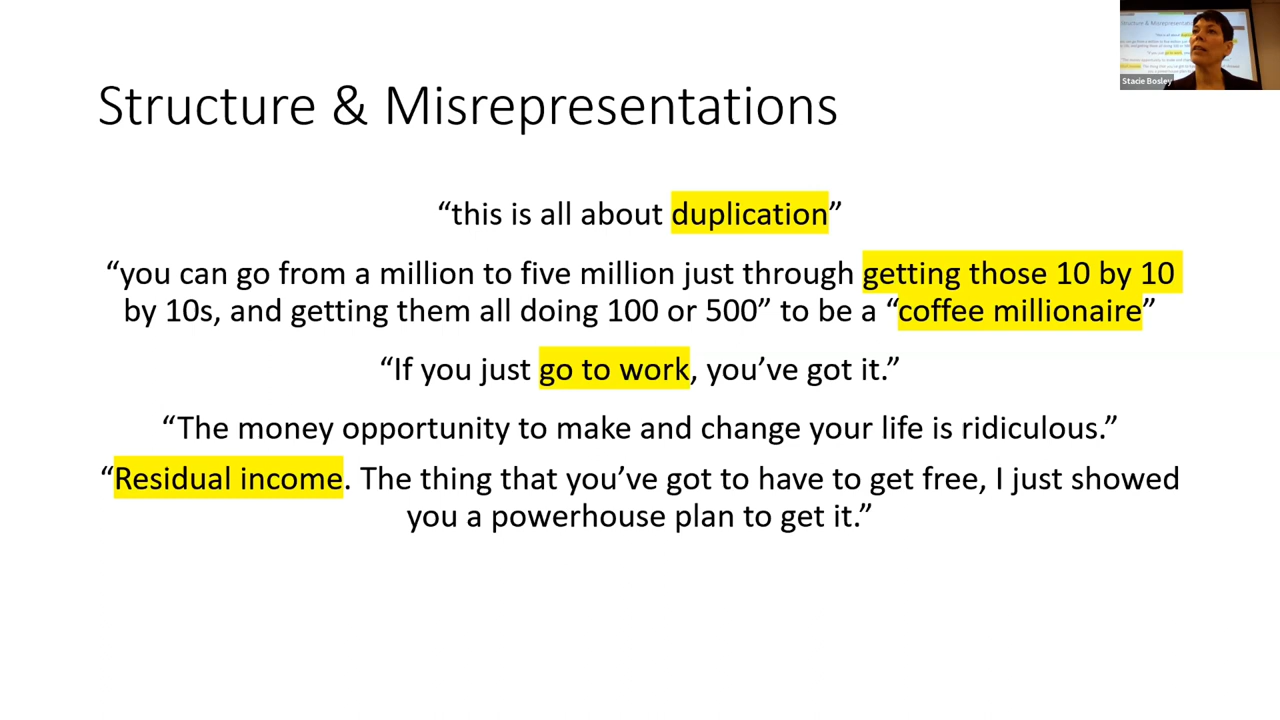 Stacie Bosley
Structure & Misrepresentations
“this is all about duplication”
“you can go from a million to five million just through getting those 10 by 10
by 10s, and getting them all doing 100 or 500” to be a “coffee millionaire”
“If you just go to work, you’ve got it.”
“The money opportunity to make and change your life is ridiculous.”
“Residual income. The thing that you’ve got to have to get free, I just showed
you a powerhouse plan to get it.”